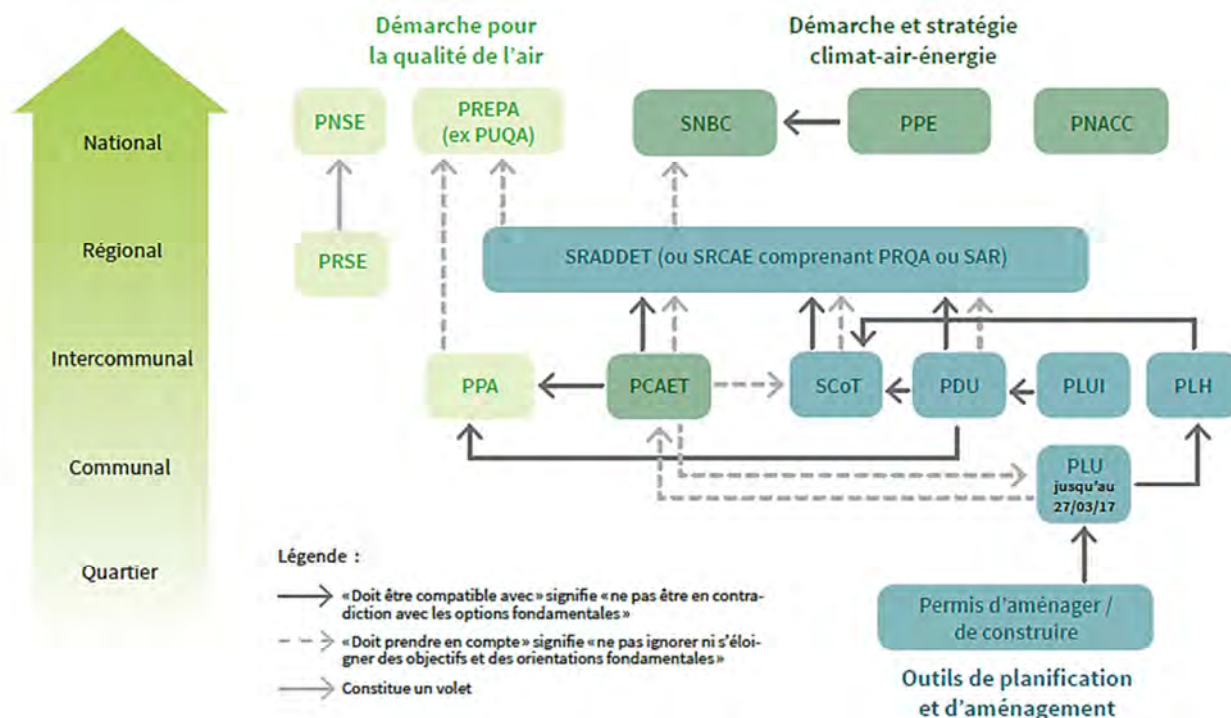 Démarche pour
la qualité de l'air
Démarche et stratégie
climat-air-énergie
National
PNSE
PREPA
(ex PUQA)
SNBC
PPE
PNACC
Régional
PRSE
SRADDET (ou SRCAE comprenant PRQA ou SAR)
Intercommunal
PPA
PCAET
SCoT
PDU
PLUI
PLH
Communal
PLU
jusqu'au
27/03/17
Quartier
Légende :
«Doit être compatible avec» signifie «ne pas être en contra-
diction avec les options fondamentales»
«Doit prendre en compte» signifie «ne pas ignorer ni s'éloi-
gner des objectifs et des orientations fondamentales»
Constitue un volet
Permis d'aménager /
de construire
Outils de planification
et d'aménagement